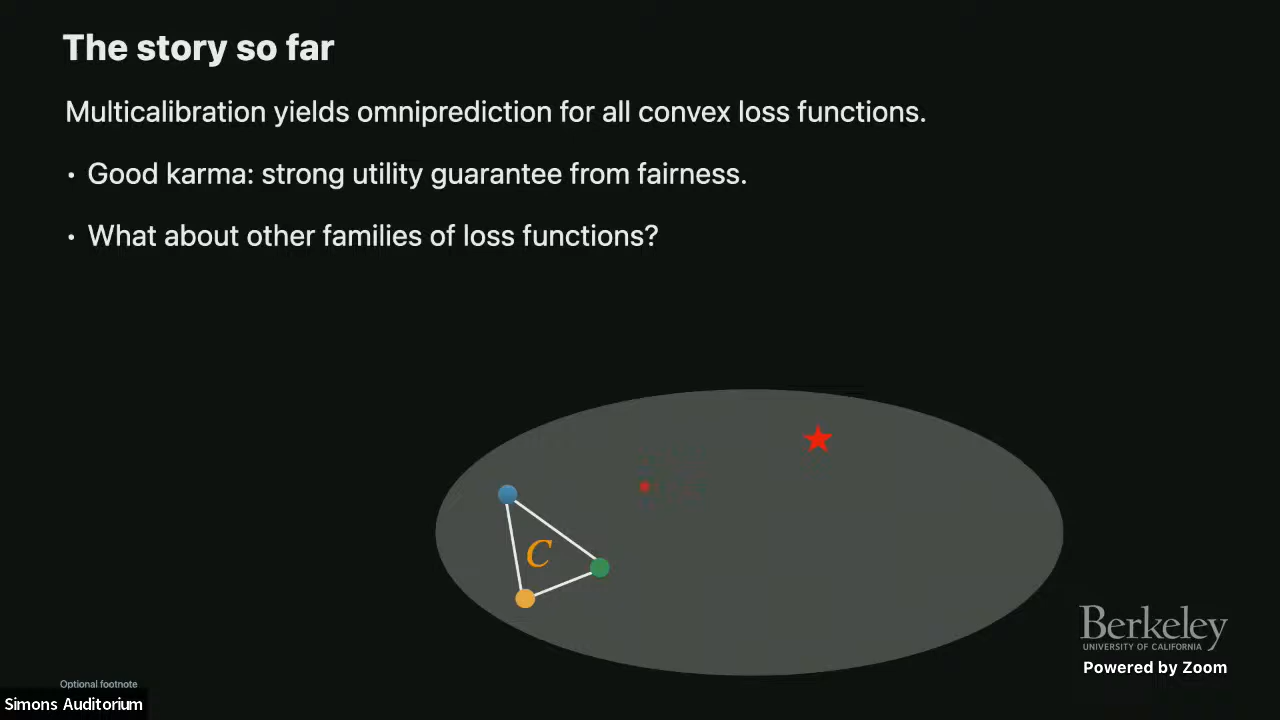 The story so far
Multicalibration yields omniprediction for all convex loss functions.
• Good karma: strong utility guarantee from fairness.
• What about other families of loss functions?
C
Berkeley
UNIVERSITY OF CALIFORNIA
Powered by Zoom
Optional footnote
Simons Auditorium